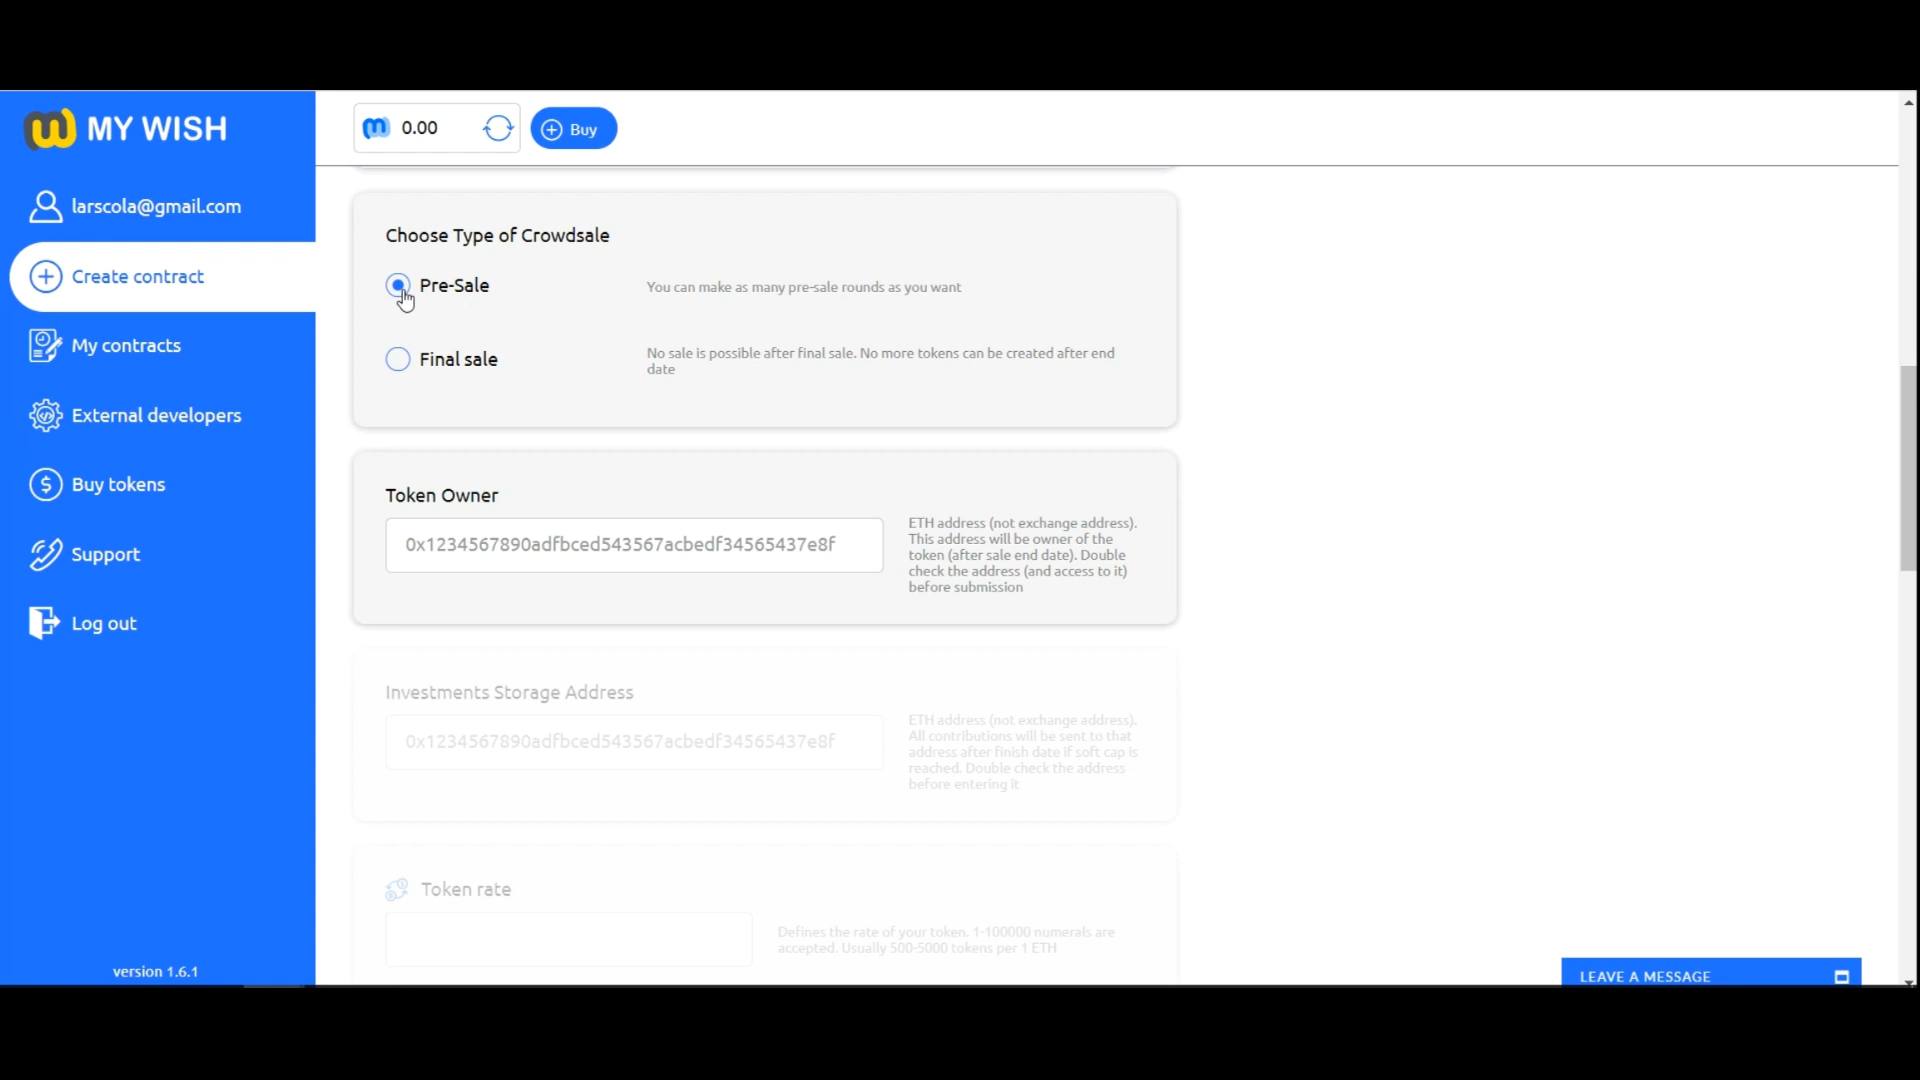 MY WISH
larscola@gmail.com
Create contract
My contracts
External developers
Buy tokens
Support
Log out
version 1.6.1
0.00
Buy
Choose Type of Crowdsale
Pre-Sale
You can make as many pre-sale rounds as you want
Final sale
No sale is possible after final sale. No more tokens can be created after end
date
Token Owner
0x1234567890adfbced543567acbedf34565437e8f
ETH address (not exchange address).
This address will be owner of the
token (after sale end date). Double
check the address (and access to it)
before submission
Investments Storage Address
0x1234567890adfbced543567acbedf34565437e8f
ETH address (not exchange address).
All contributions will be sent to that
address after finish date if soft cap is
reached. Double check the address
before entering it
Token rate
Defines the rate of your token. 1-100000 numerals are
accepted. Usually 500-5000 tokens per 1 ETH
LEAVE A MESSAGE